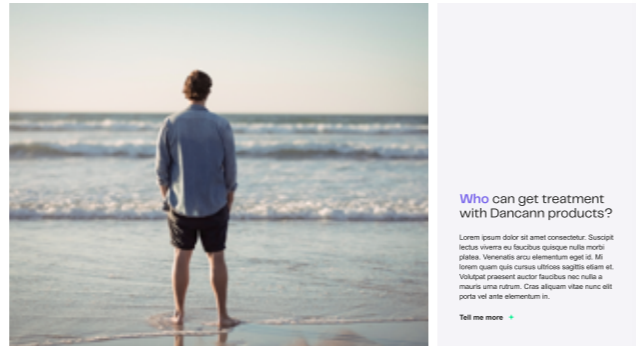 Who can get treatment
with Dancann products?
Lorem ipsum dolor sit amet consectetur. Suscipit
lectus viverra eu faucibus quisque nulla morbi
platea. Venenatis arcu elementum eget id. Mi
lorem quam quis cursus ultrices sagittis etiam et.
Volutpat praesent auctor faucibus nec nulla a
mauris urna rutrum. Cras aliquam vitae nunc elit
porta vel ante elementum in.
Tell me more +